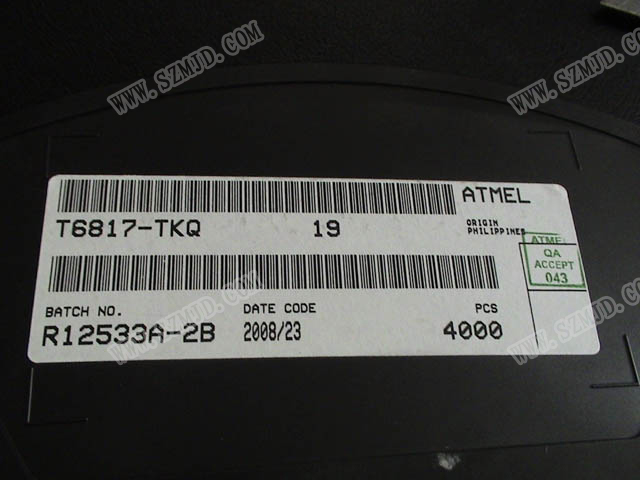 WWW.SZMJD.COM
WWW.SZMJD.COM
ATMEL
T6817-TKQ 19
ORIGIN
PHILIPPINES
ATMEL
QA
ACCEPT
043
BATCH NO. DATE CODE PCS
R12533A-2B 2008/23 4000
WWW.SZMJD.COM
WWW.SZMJD.COM